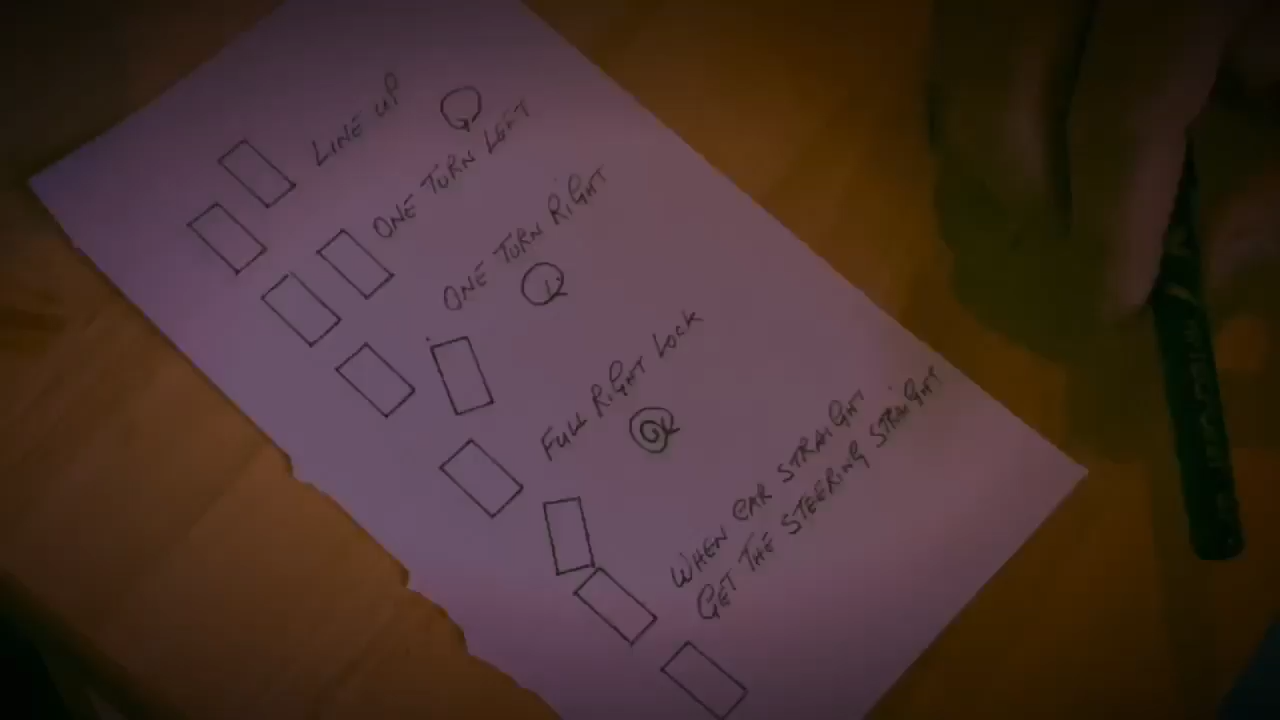 LINE UP
ONE TURN LEFT
ONE TURN RIGHT
FULL RIGHT LOCK
WHEN CAR STRAIGHT
GET THE STEERING STRAIGHT